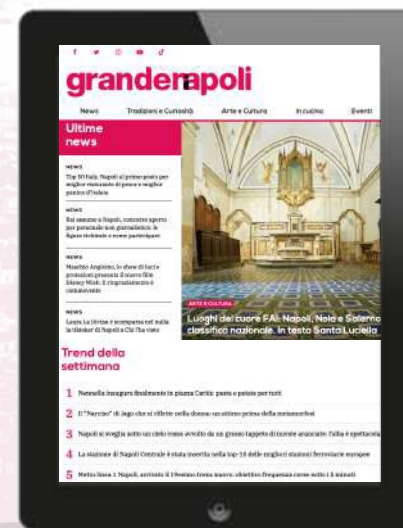 grandenapoli
News Tradizioni e Curiosità Arte e Cultura In cucina Eventi
Ultime
news
NEWS
Top 50 Italy, Napoli al primo posto per
miglior ristorante di pesce e miglior
panino d'Italia
NEWS
Rai assume a Napoli, concorso aperto
per personale non giornalistico: le
figure richieste e come partecipare
NEWS
Maschio Angioino, lo show di luci e
proiezioni presenta il nuovo film
Disney Wish. Il ringraziamento è
commovente
NEWS
Laura La Divina è scomparsa nel nulla
la tiktoker di Napoli a Chi l'ha visto
ARTE E CULTURA
Luoghi del cuore FAI: Napoli, Nola e Salerno
classifica nazionale. In testa Santa Luciella
Trend della
settimana
1 Nennella inaugura finalmente in piazza Carità: pasta e patate per tutti
2 Il "Narciso" di Jago che si riflette nella donna: un attimo prima della metamorfosi
3 Napoli si sveglia sotto un cielo rosso avvolto da un grosso tappeto di nuvole arancioni: l'alba è spettacola
4 La stazione di Napoli Centrale è stata inserita nella top-10 delle migliori stazioni ferroviarie europee
5 Metro linea 1 Napoli, arrivato il 19esimo treno nuovo: obiettivo frequenza corse sotto i 5 minuti